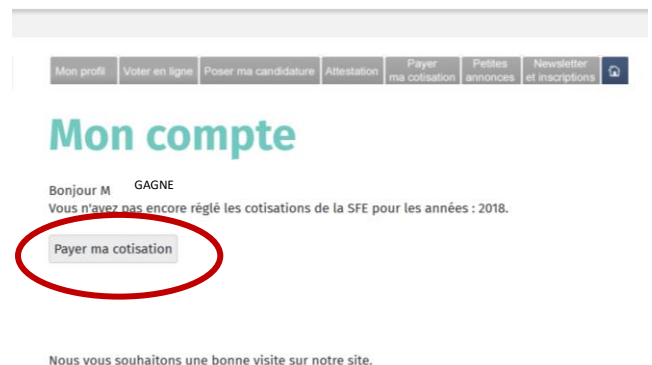 Mon profil
Voter en ligne
Poser ma candidature
Attestation
Payer
ma cotisation
Petites
annonces
Newsletter
et inscriptions
Mon compte
Bonjour M GAGNE
Vous n'avez pas encore réglé les cotisations de la SFE pour les années : 2018.
Payer ma cotisation
Nous vous souhaitons une bonne visite sur notre site.